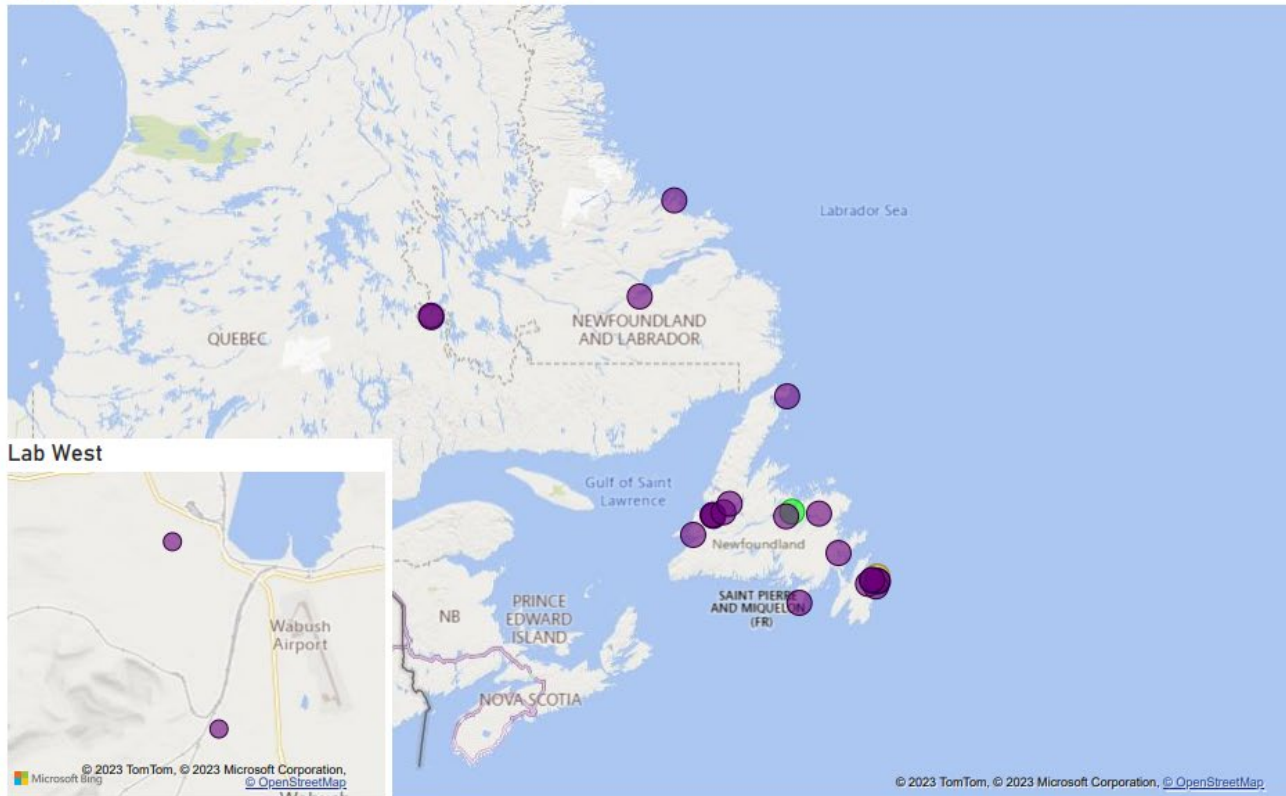 Labrador Sea
QUEBEC
NEWFOUNDLAND
AND LABRADOR
Lab West
Gulf of Saint
Lawrence
Newfoundland
SAINT PIERRE
AND MIQUELON
(FR)
NB
PRINCE
EDWARD
ISLAND
NOVA SCOTIA
Wabush
Airport
Microsoft Bing
© 2023 TomTom, © 2023 Microsoft Corporation,
© OpenStreetMap
Wabush
© 2023 TomTom, © 2023 Microsoft Corporation, © OpenStreetMap